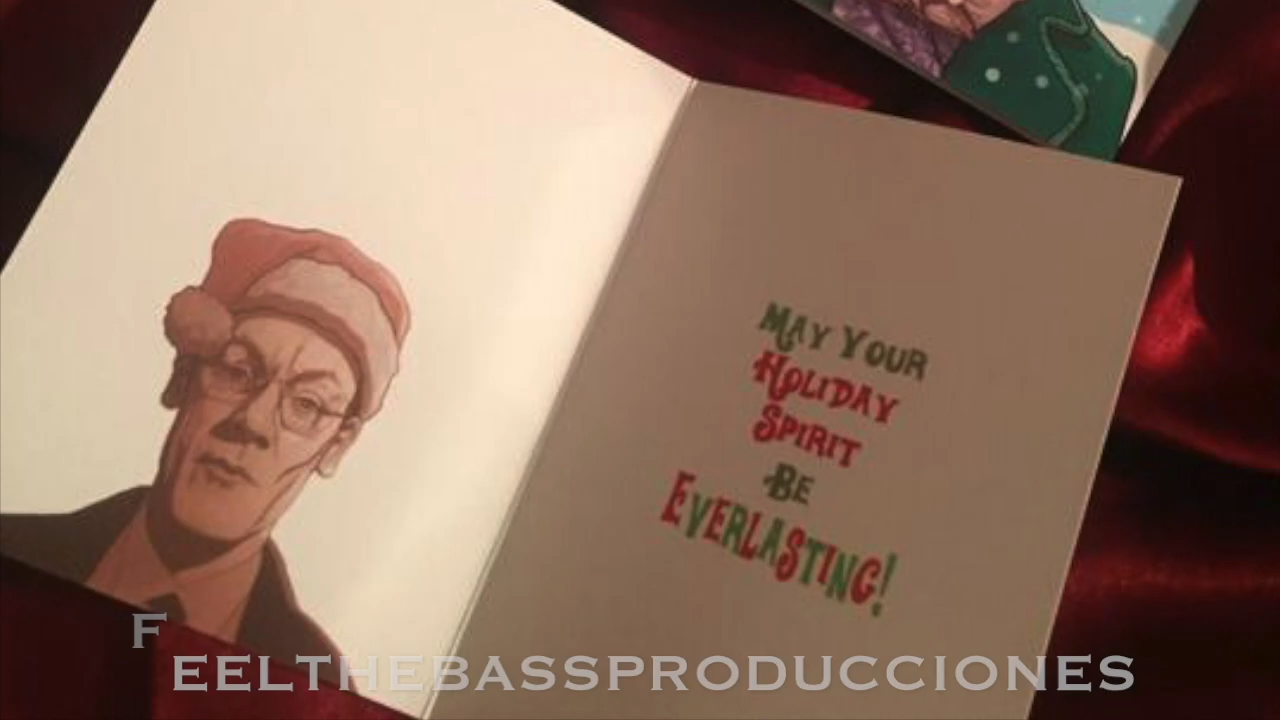 May Your
Holiday
Spirit
Be
Everlasting!
FEELTHEBASSPRODUCCIONES